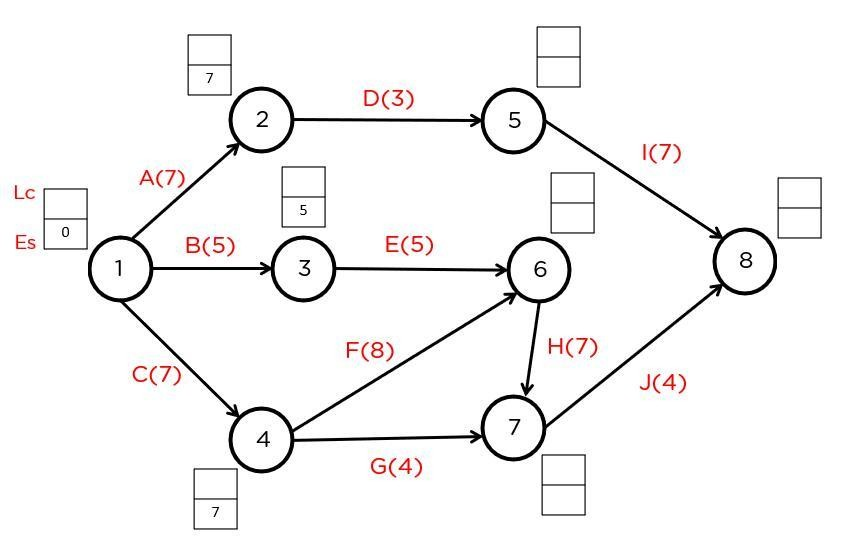 7
2
D(3)
5
A(7)
I(7)
Lc
Es
0
5
B(5)
E(5)
1
3
6
8
F(8)
H(7)
C(7)
J(4)
4
7
G(4)
7